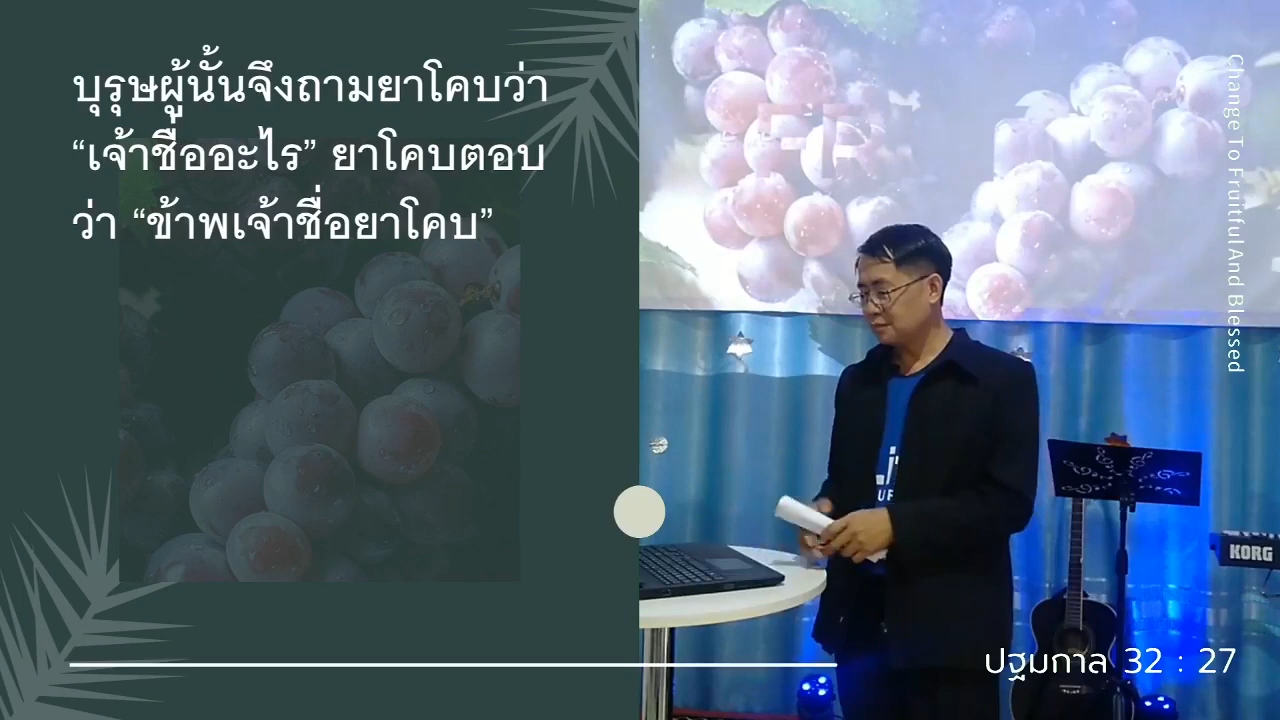 บุรุษผู้นั้นจึงถามยาโคบว่า
“เจ้าชื่ออะไร” ยาโคบตอบ
ว่า “ข้าพเจ้าชื่อยาโคบ”
Change To Fruitful And Blessed
KORG
ปฐมกาล 32 : 27